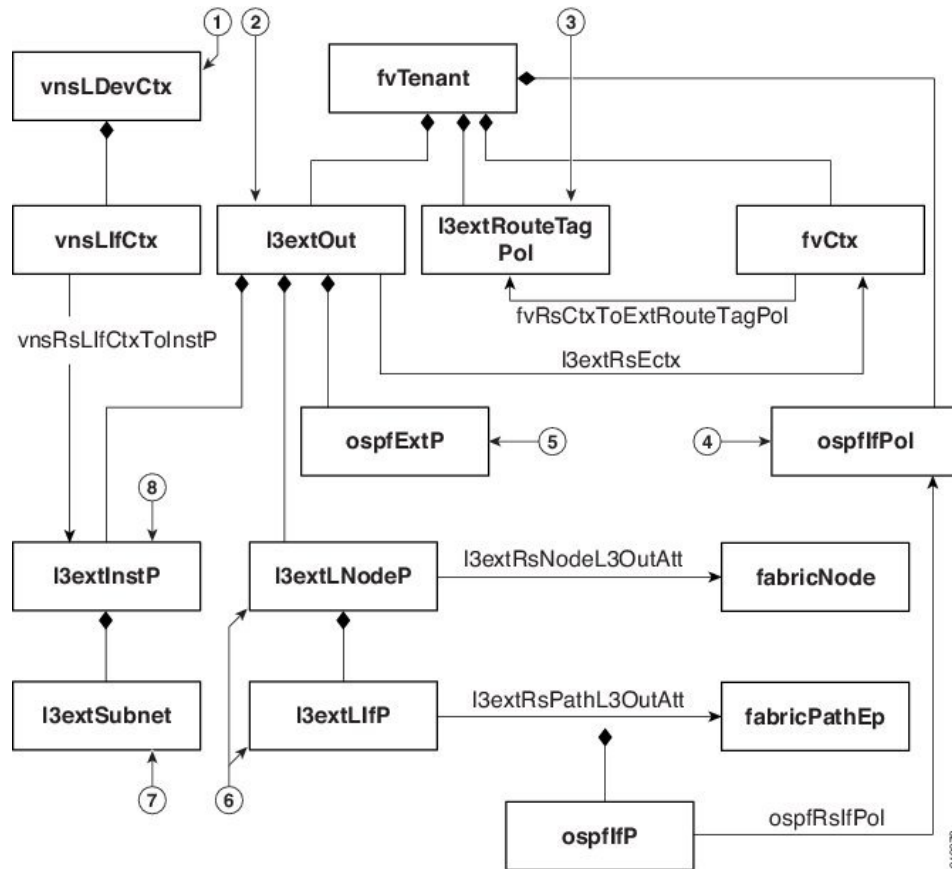 1
2
3
vnsLDevCtx
fvTenant
vnsLIfCtx
l3extOut
l3extRouteTag
Pol
fvCtx
fvRsCtxToExtRouteTagPol
vnsRsLIfCtxToInstP
l3extRsEctx
ospfExtP
5
4
ospfIfPol
8
l3extInstP
l3extLNodeP
l3extRsNodeL3OutAtt
fabricNode
l3extSubnet
l3extLIfP
l3extRsPathL3OutAtt
fabricPathEp
7
6
ospfIfP
ospfRsIfPol